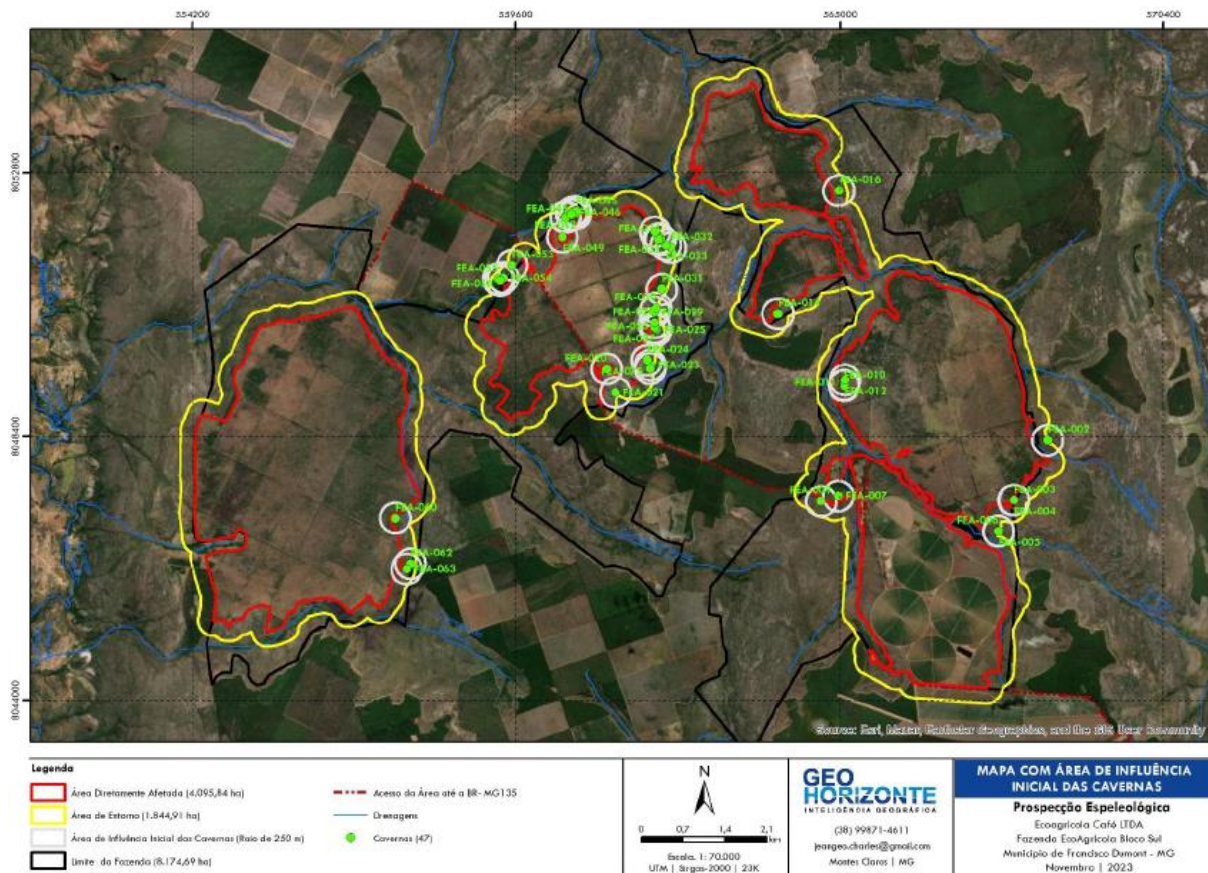 554200 559600 565000 570400
8052800
8048400
8044000
FEA-016
FEA-046
FEA-032
FEA-049
FEA-033
FEA-054
FEA-031
FEA-025
FEA-024
FEA-023
FEA-021
FEA-010
FEA-012
FEA-002
FEA-007
FEA-003
FEA-004
FEA-005
FEA-062
FEA-063
Source: Esri, Maxar, Earthstar Geographics, and the GIS User Community
Legenda
Área Diretamente Afetada (4.095,84 ha)
Área de Entorno (1.844,91 ha)
Área de Influência Inicial das Cavernas (Raio de 250 m)
Limite da Fazenda (8.174,69 ha)
Acesso da Área até a BR- MG135
Drenagens
Cavernas (47)
N
0 0,7 1,4 2,1
km
Escala. 1: 70.000
UTM | Sirgas-2000 | 23K
GEO
HORIZONTE
INTELIGÊNCIA GEOGRÁFICA
(38) 99871-4611
jeangeo.charles@gmail.com
Montes Claros | MG
MAPA COM ÁREA DE INFLUÊNCIA
INICIAL DAS CAVERNAS
Prospecção Espeleológica
Ecoagrícola Café LTDA
Fazenda EcoAgrícola Bloco Sul
Município de Francisco Dumont - MG
Novembro | 2023